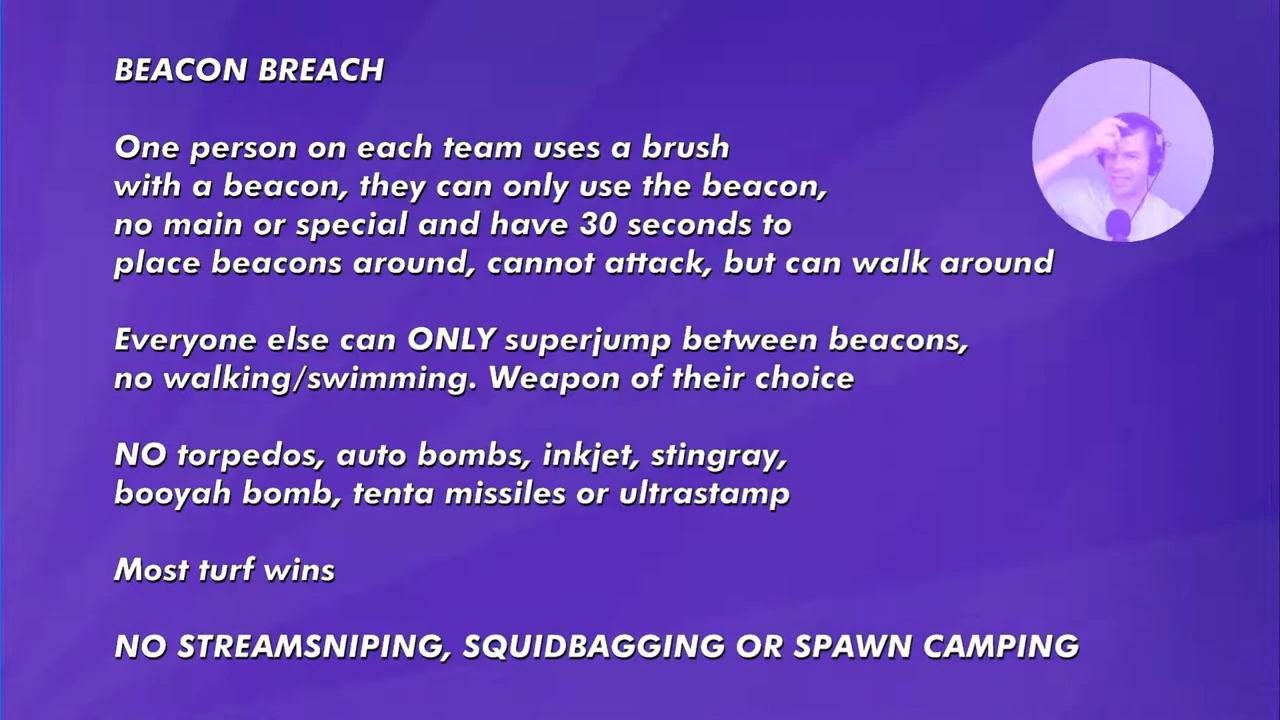 BEACON BREACH
One person on each team uses a brush
with a beacon, they can only use the beacon,
no main or special and have 30 seconds to
place beacons around, cannot attack, but can walk around
Everyone else can ONLY superjump between beacons,
no walking/swimming. Weapon of their choice
NO torpedos, auto bombs, inkjet, stingray,
booyah bomb, tenta missiles or ultrastamp
Most turf wins
NO STREAMSNIPING, SQUIDBAGGING OR SPAWN CAMPING